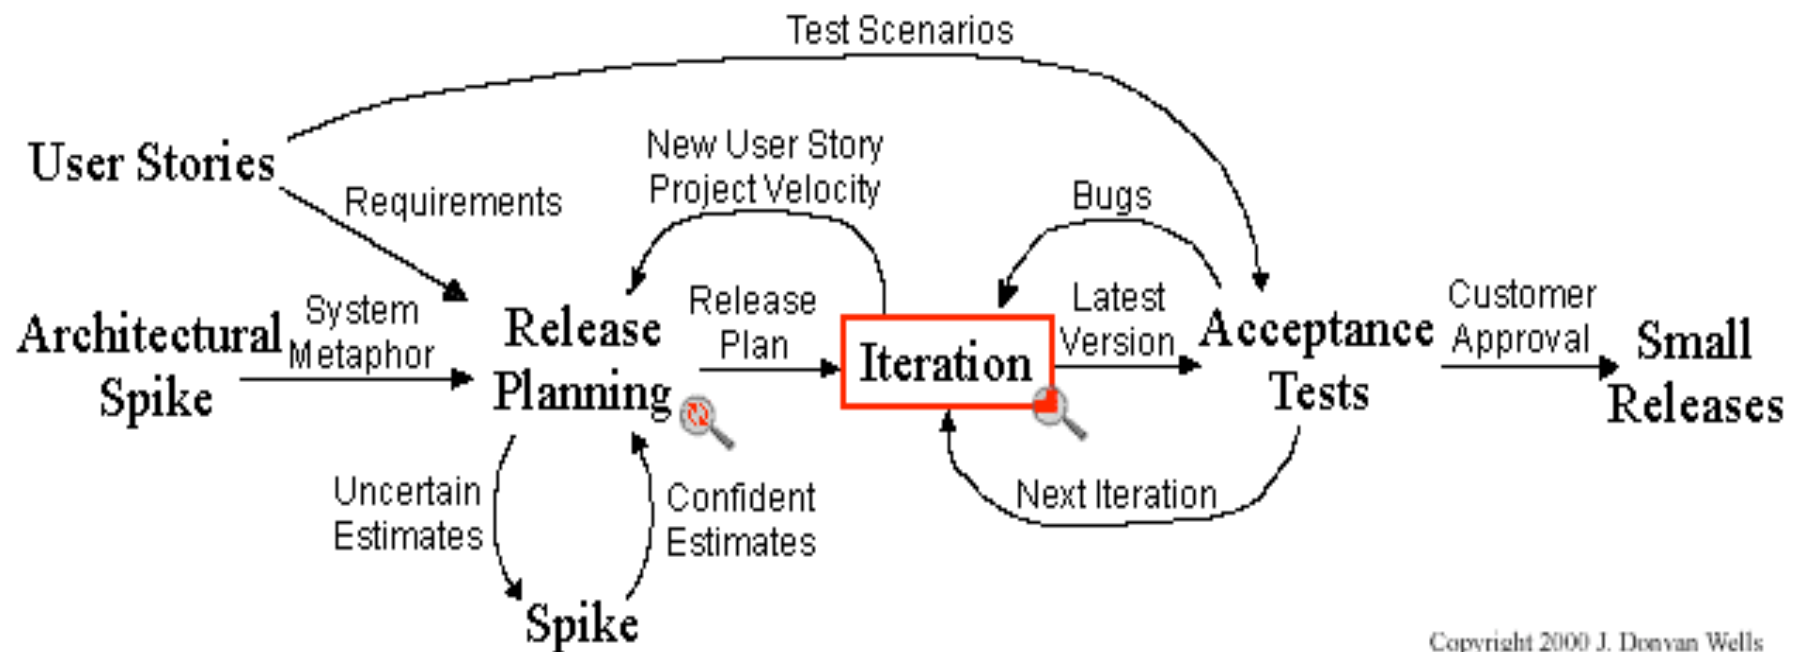 Test Scenarios
User Stories
Requirements
New User Story
Project Velocity
Bugs
Architectural
Spike
System
Metaphor
Release
Planning
Release
Plan
Iteration
Latest
Version
Acceptance
Tests
Customer
Approval
Small
Releases
Uncertain
Estimates
Confident
Estimates
Next Iteration
Spike
Copyright 2000 J. Donvan Wells